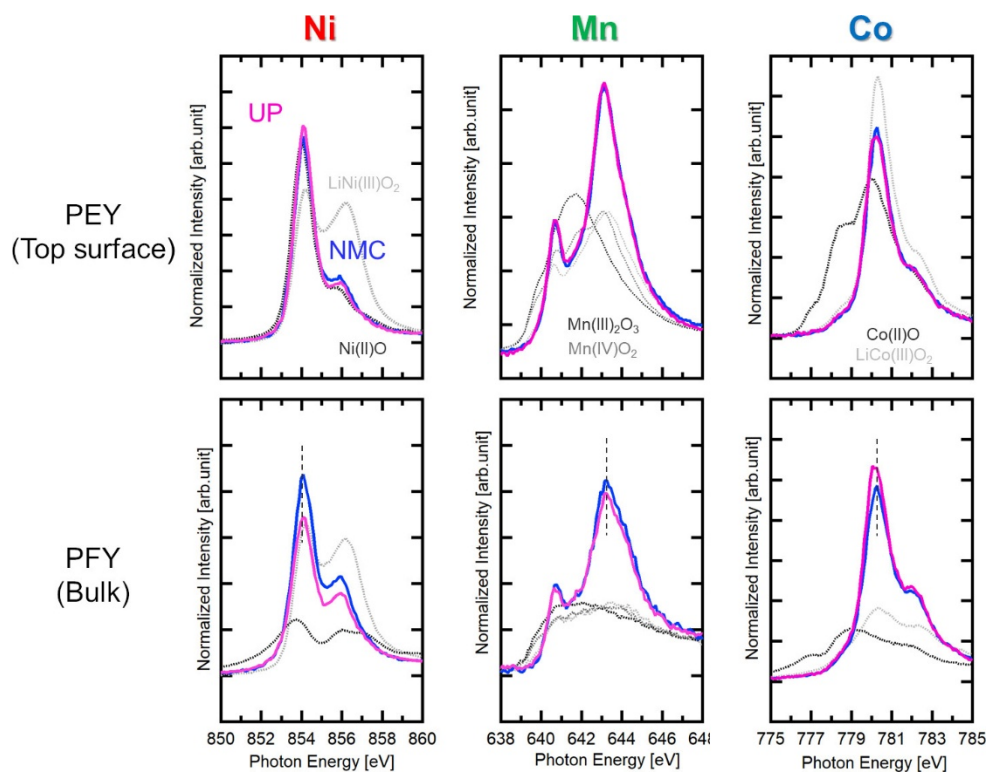 Ni Mn Co
PEY
(Top surface)
Normalized Intensity [arb.unit]
UP
LiNi(III)O₂
NMC
Ni(II)O
Normalized Intensity [arb.unit]
Mn(III)₂O₃
Mn(IV)O₂
Normalized Intensity [arb.unit]
Co(II)O
LiCo(III)O₂
PFY
(Bulk)
Normalized Intensity [arb.unit]
850 852 854 856 858 860
Photon Energy [eV]
Normalized Intensity [arb.unit]
638 640 642 644 646 648
Photon Energy [eV]
Normalized Intensity [arb.unit]
775 777 779 781 783 785
Photon Energy [eV]